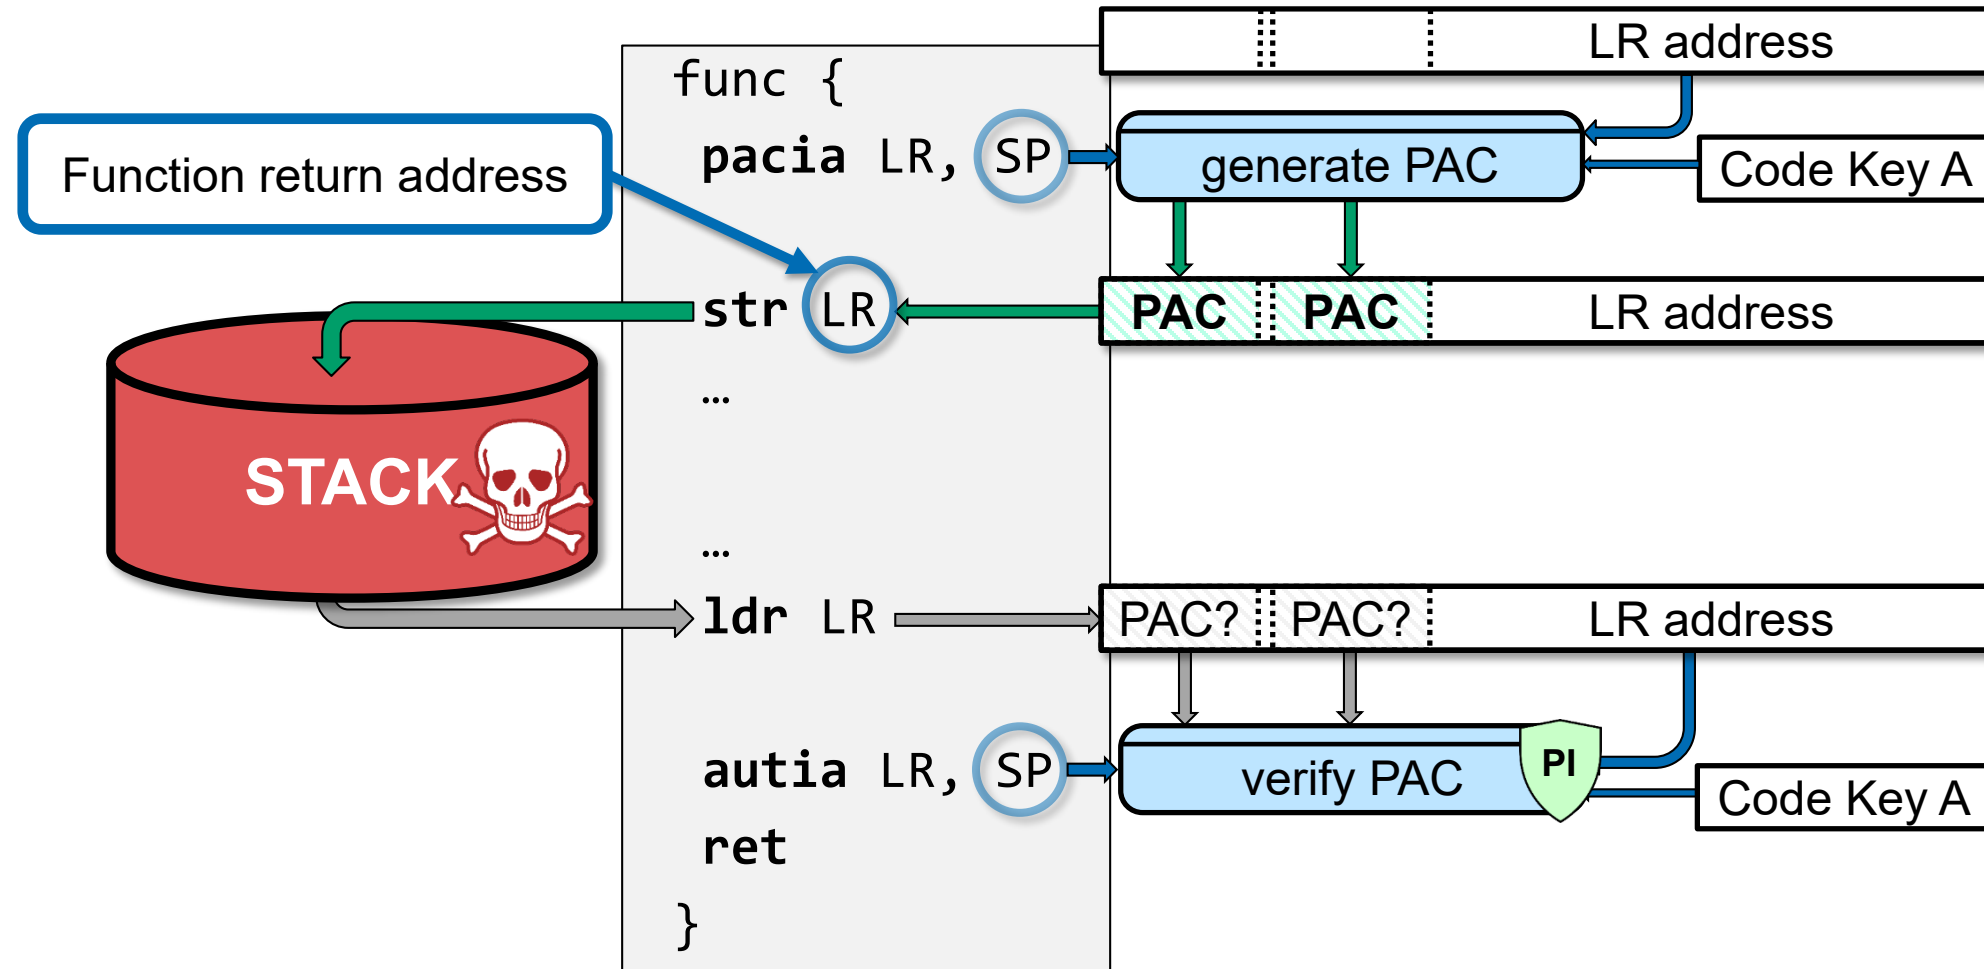 LR address
func {
Function return address
pacia LR, SP
generate PAC
Code Key A
str LR
PAC PAC LR address
…
STACK
…
ldr LR
PAC? PAC? LR address
autia LR, SP
verify PAC
PI
Code Key A
ret
}